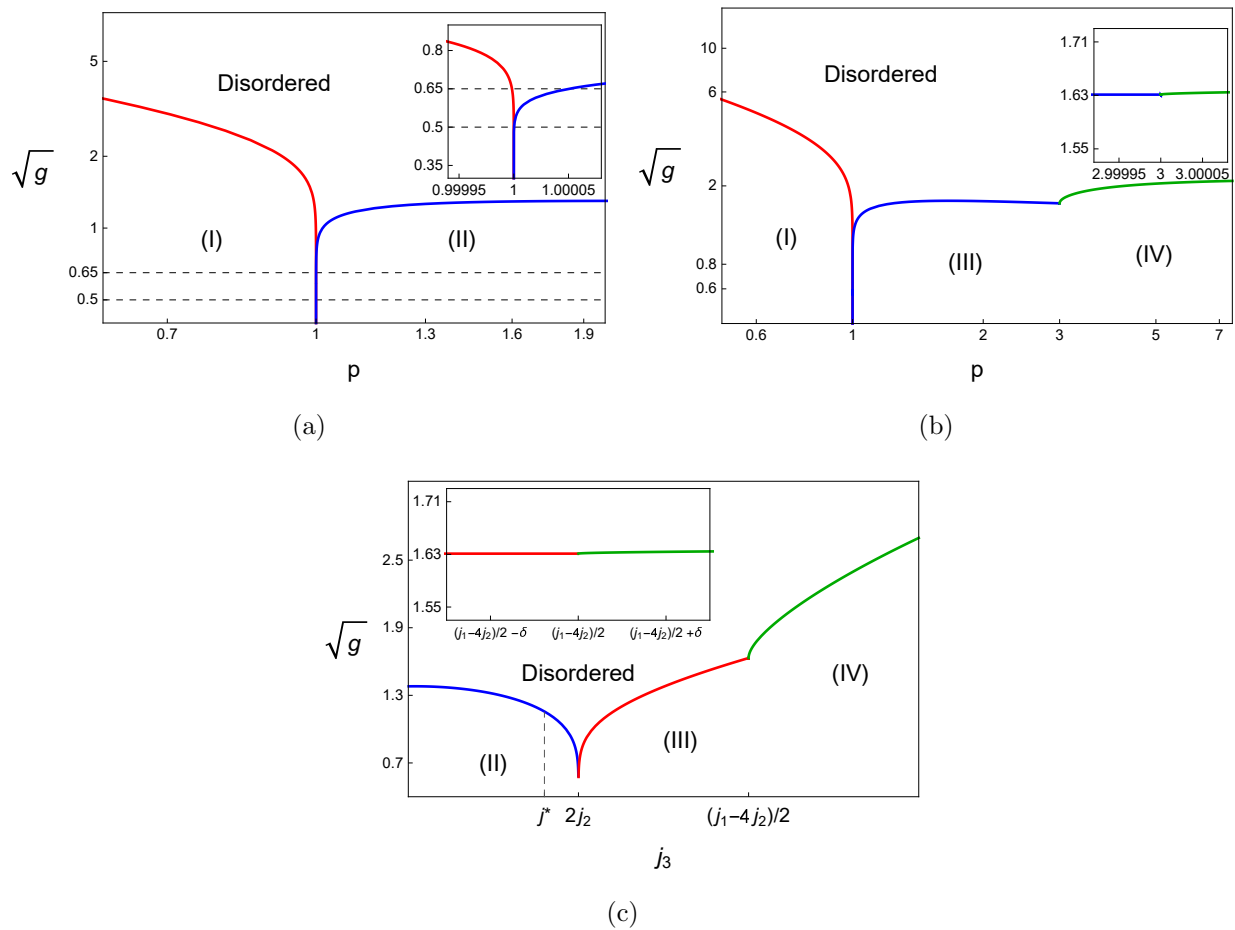 Disordered
√g
5
2
1
0.65
0.5
(I)
(II)
0.7
1
1.3
1.6
1.9
p
0.8
0.65
0.5
0.35
0.99995
1
1.00005
(a)
Disordered
√g
10
6
2
0.8
0.6
(I)
(III)
(IV)
0.6
1
2
3
5
7
p
1.71
1.63
1.55
2.99995
3
3.00005
(b)
1.71
1.63
1.55
(j₁−4j₂)/2 −δ
(j₁−4j₂)/2
(j₁−4j₂)/2 +δ
√g
2.5
1.9
1.3
0.7
Disordered
(II)
(III)
(IV)
j*
2j₂
(j₁−4j₂)/2
j₃
(c)